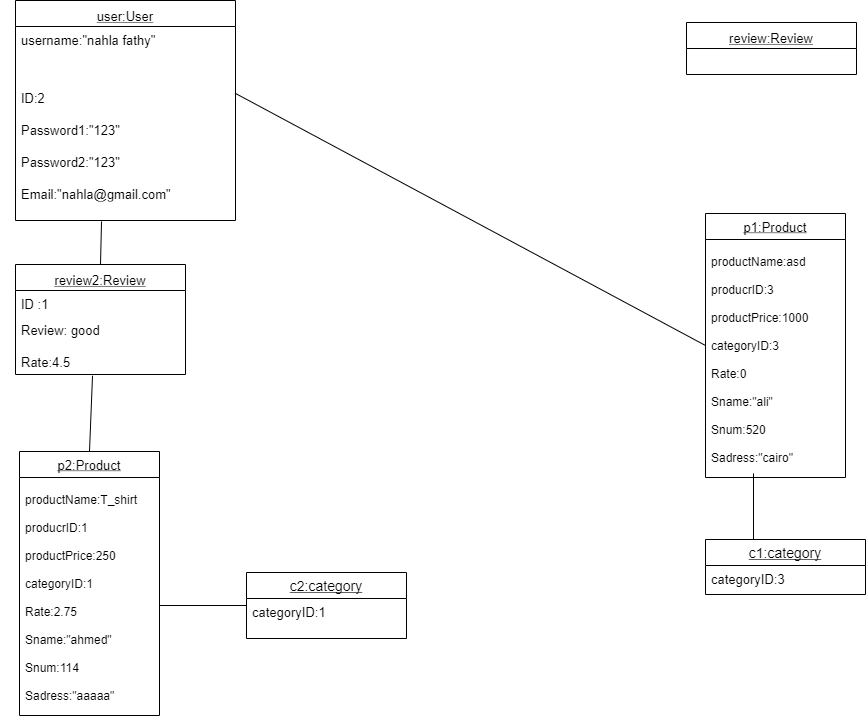 user:User
username:"nahla fathy"
ID:2
Password1:"123"
Password2:"123"
Email:"nahla@gmail.com"
review:Review
review2:Review
ID :1
Review: good
Rate:4.5
p1:Product
productName:asd
producrID:3
productPrice:1000
categoryID:3
Rate:0
Sname:"ali"
Snum:520
Sadress:"cairo"
c1:category
categoryID:3
p2:Product
productName:T_shirt
producrID:1
productPrice:250
categoryID:1
Rate:2.75
Sname:"ahmed"
Snum:114
Sadress:"aaaaa"
c2:category
categoryID:1